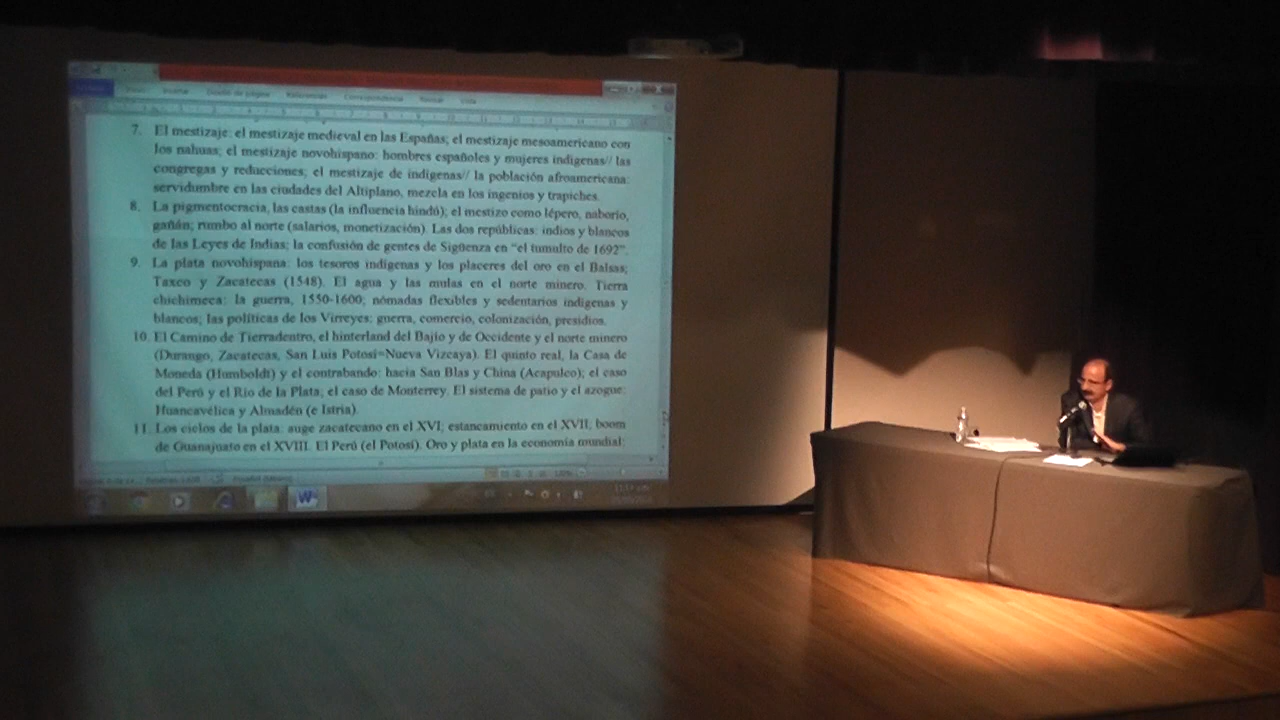 Diseño de página
Referencias
Correspondencia
Revisar
Vista
7. El mestizaje: el mestizaje medieval en las Españas; el mestizaje mesoamericano con
los nahuas; el mestizaje novohispano: hombres españoles y mujeres indígenas// las
congregas y reducciones; el mestizaje de indígenas// la población afroamericana:
servidumbre en las ciudades del Altiplano, mezcla en los ingenios y trapiches.
8. La pigmentocracia, las castas (la influencia hindú); el mestizo como lépero, naborío,
gañán; rumbo al norte (salarios, monetización). Las dos repúblicas: indios y blancos
de las Leyes de Indias; la confusión de gentes de Sigüenza en "el tumulto de 1692".
9. La plata novohispana: los tesoros indígenas y los placeres del oro en el Balsas;
Taxco y Zacatecas (1548). El agua y las mulas en el norte minero. Tierra
chichimeca: la guerra, 1550-1600; nómadas flexibles y sedentarios indígenas y
blancos; las políticas de los Virreyes: guerra, comercio, colonización, presidios.
10. El Camino de Tierradentro, el hinterland del Bajío y de Occidente y el norte minero
(Durango, Zacatecas, San Luis Potosí=Nueva Vizcaya). El quinto real, la Casa de
Moneda (Humboldt) y el contrabando: hacia San Blas y China (Acapulco); el caso
del Perú y el Río de la Plata; el caso de Monterrey. El sistema de patio y el azogue:
Huancavélica y Almadén (e Istria).
11. Los ciclos de la plata: auge zacatecano en el XVI; estancamiento en el XVII; boom
de Guanajuato en el XVIII. El Perú (el Potosí). Oro y plata en la economía mundial: